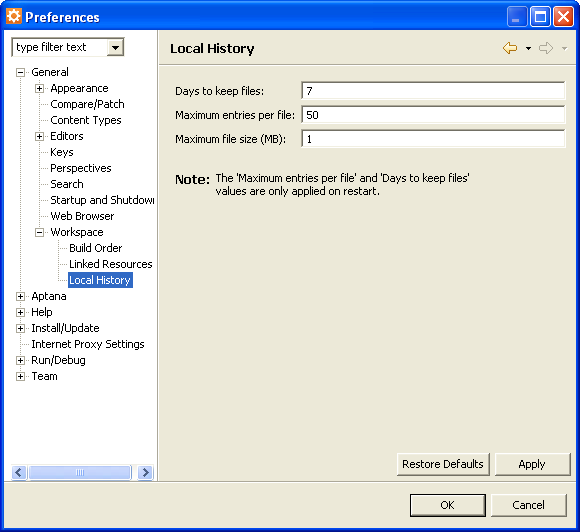 Preferences
type filter text
General
Appearance
Compare/Patch
Content Types
Editors
Keys
Perspectives
Search
Startup and Shutdown
Web Browser
Workspace
Build Order
Linked Resources
Local History
Aptana
Help
Install/Update
Internet Proxy Settings
Run/Debug
Team
Local History
Days to keep files: 7
Maximum entries per file: 50
Maximum file size (MB): 1
Note: The 'Maximum entries per file' and 'Days to keep files'
values are only applied on restart.
Restore Defaults Apply
OK Cancel